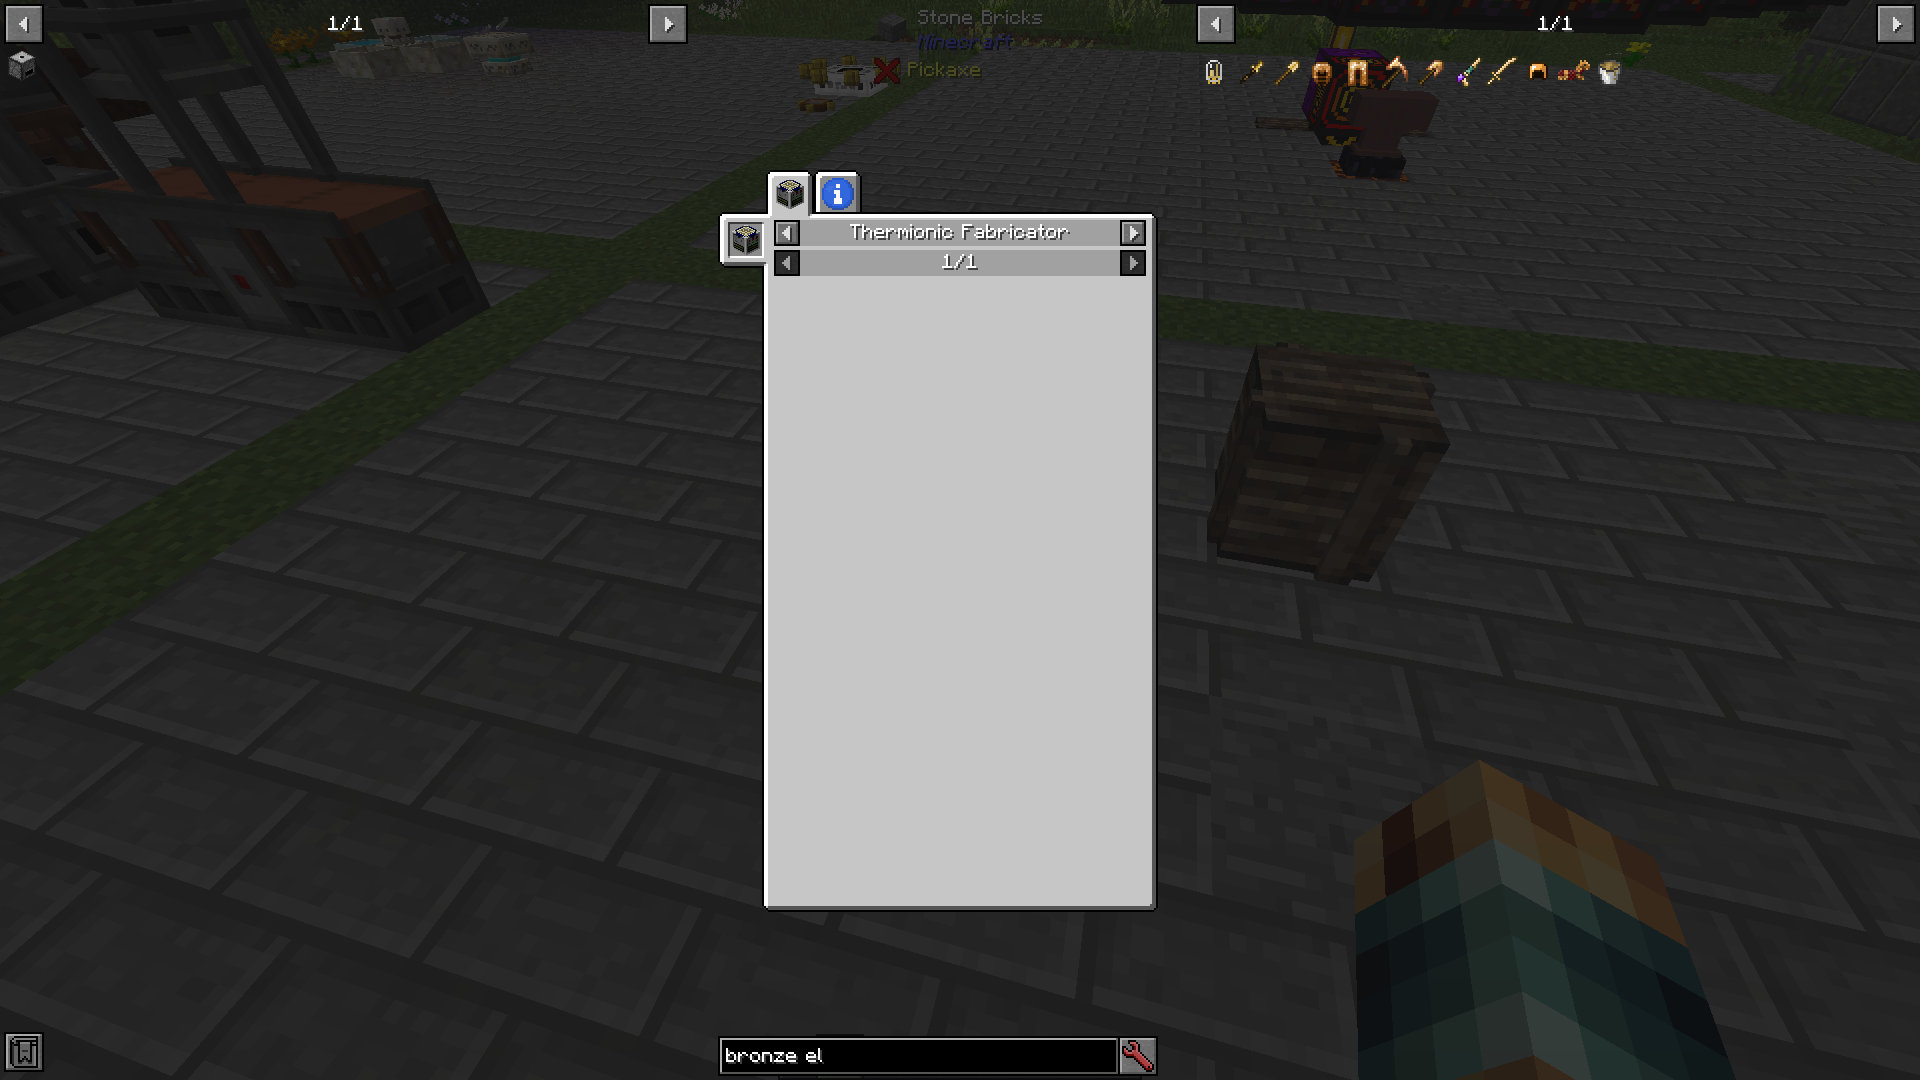 1/1
Stone Bricks
Minecraft
Pickaxe
1/1
Thermionic Fabricator
1/1
bronze el